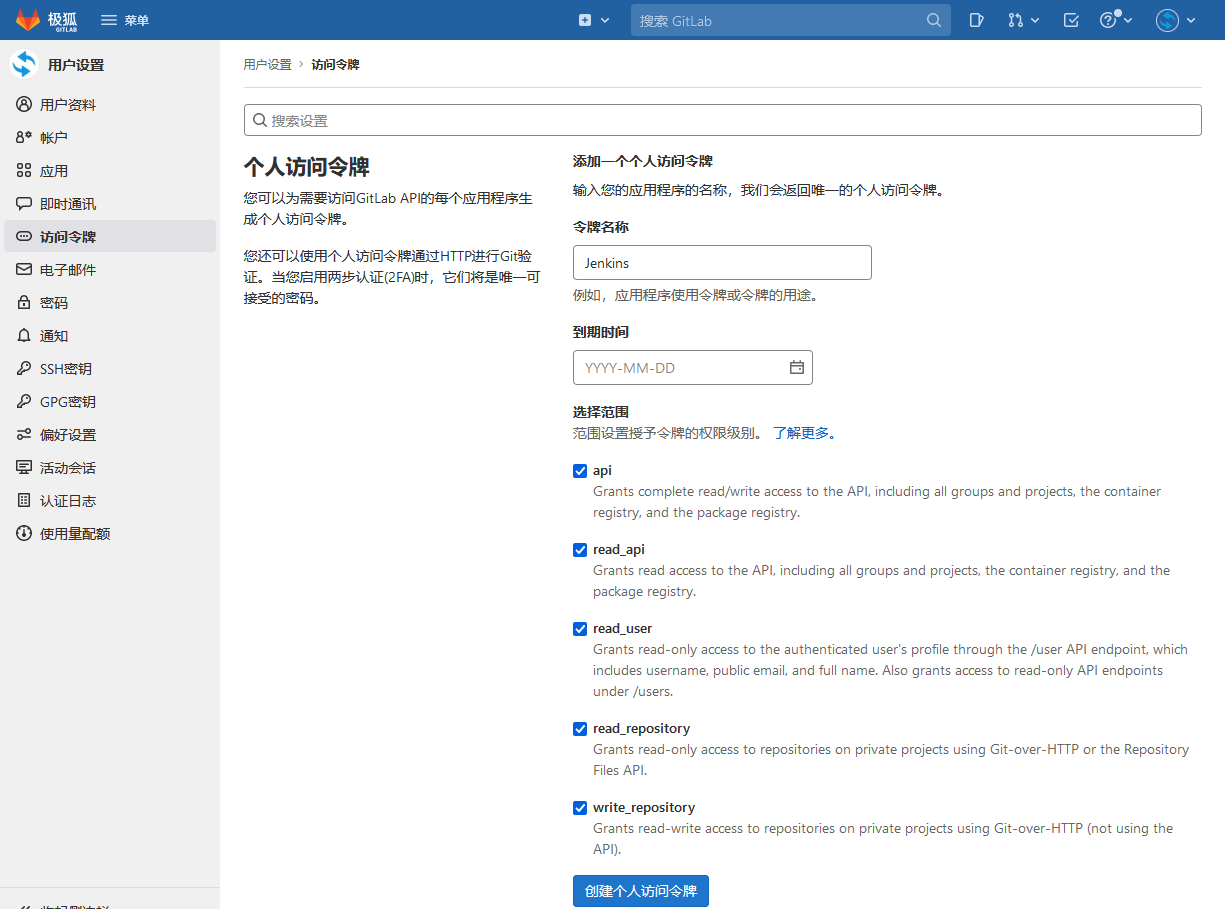 极狐
GITLAB
菜单
搜索 GitLab
用户设置
用户资料
帐户
应用
即时通讯
访问令牌
电子邮件
密码
通知
SSH密钥
GPG密钥
偏好设置
活动会话
认证日志
使用量配额
用户设置 › 访问令牌
搜索设置
个人访问令牌
您可以为需要访问GitLab API的每个应用程序生
成个人访问令牌。
您还可以使用个人访问令牌通过HTTP进行Git验
证。当您启用两步认证(2FA)时，它们将是唯一可
接受的密码。
添加一个个人访问令牌
输入您的应用程序的名称，我们会返回唯一的个人访问令牌。
令牌名称
Jenkins
例如，应用程序使用令牌或令牌的用途。
到期时间
YYYY-MM-DD
选择范围
范围设置授予令牌的权限级别。 了解更多。
api
Grants complete read/write access to the API, including all groups and projects, the container
registry, and the package registry.
read_api
Grants read access to the API, including all groups and projects, the container registry, and the
package registry.
read_user
Grants read-only access to the authenticated user's profile through the /user API endpoint, which
includes username, public email, and full name. Also grants access to read-only API endpoints
under /users.
read_repository
Grants read-only access to repositories on private projects using Git-over-HTTP or the Repository
Files API.
write_repository
Grants read-write access to repositories on private projects using Git-over-HTTP (not using the
API).
创建个人访问令牌